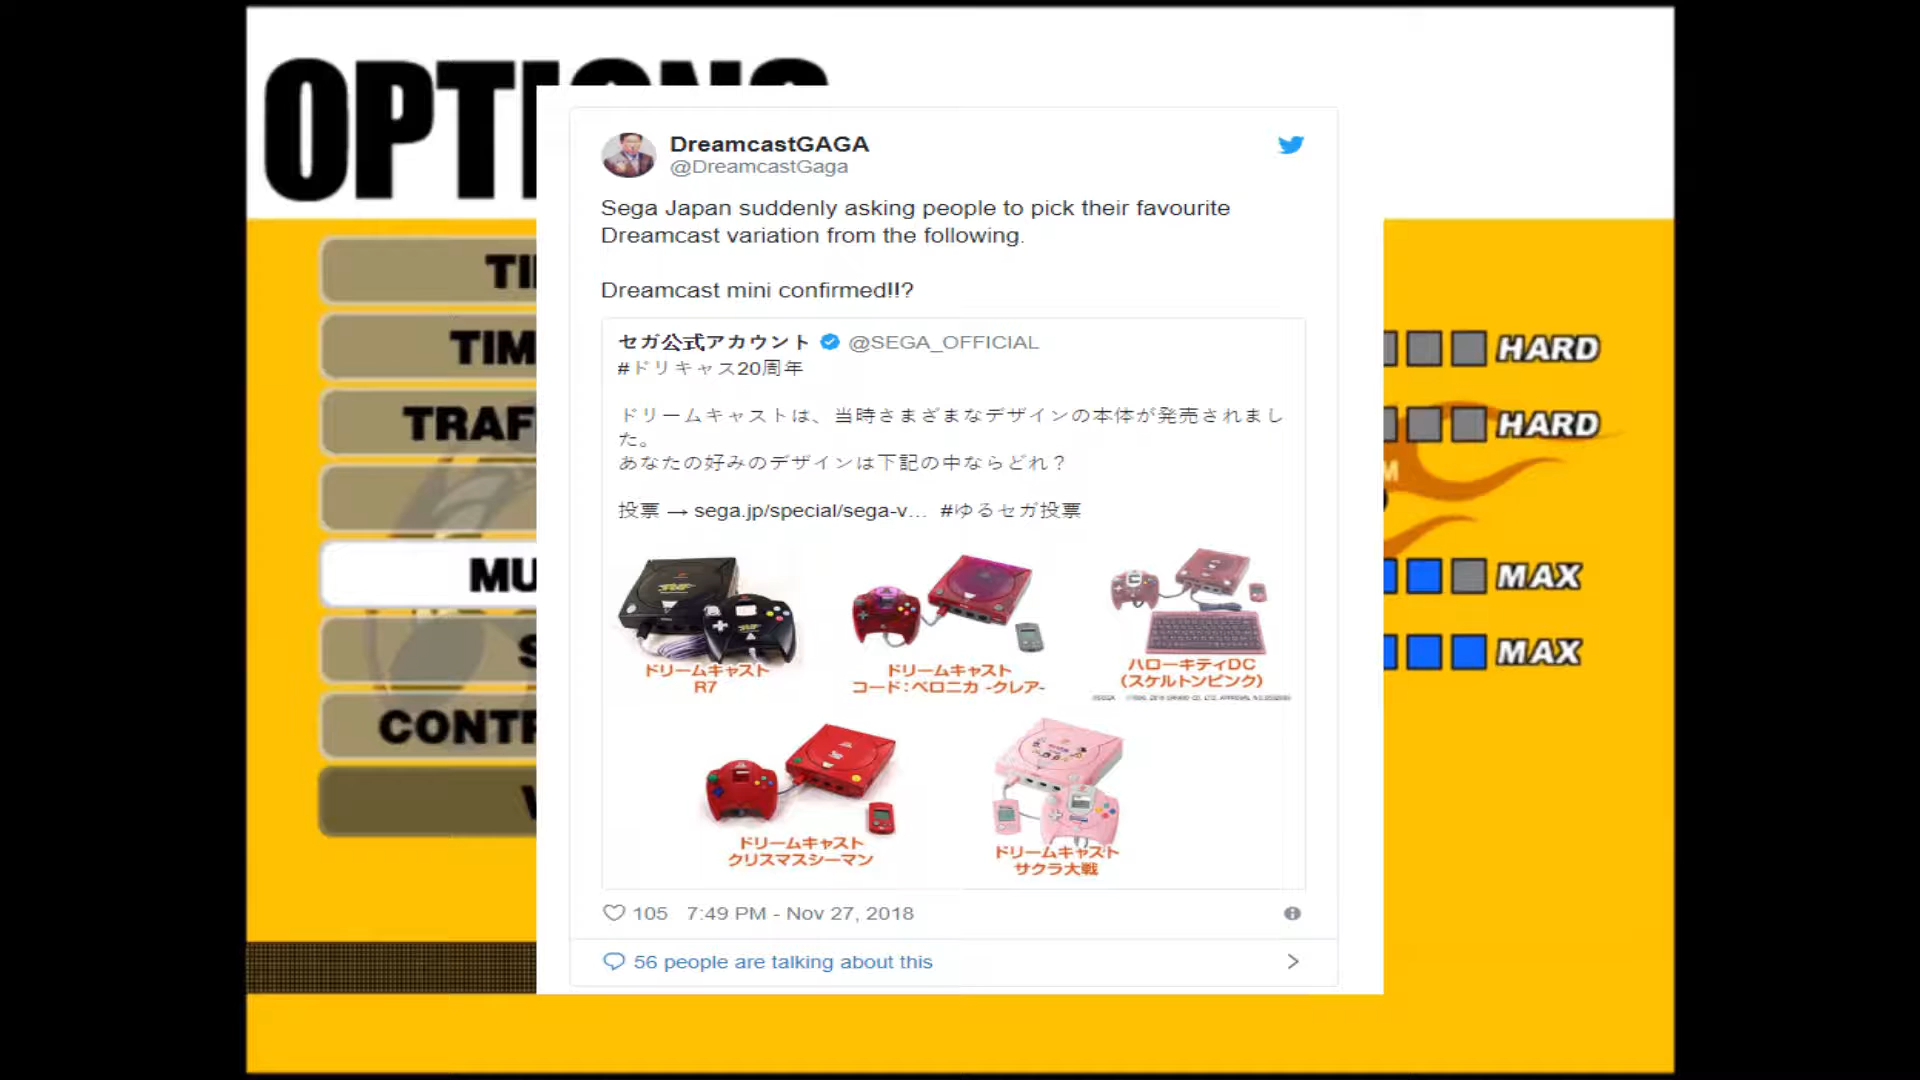 OPTIONS
DreamcastGAGA
@DreamcastGaga
Sega Japan suddenly asking people to pick their favourite
Dreamcast variation from the following.
Dreamcast mini confirmed!!?
セガ公式アカウント @SEGA_OFFICIAL
#ドリキャス20周年
ドリームキャストは、当時さまざまなデザインの本体が発売されまし
た。
あなたの好みのデザインは下記の中ならどれ？
投票 → sega.jp/special/sega-v… #ゆるセガ投票
ドリームキャスト
R7
ドリームキャスト
コード：ベロニカ -クレア-
ハローキティDC
（スケルトンピンク）
ドリームキャスト
クリスマスシーマン
ドリームキャスト
サクラ大戦
105 7:49 PM - Nov 27, 2018
56 people are talking about this
TI
TIM
TRAF
MU
S
CONT
HARD
HARD
MAX
MAX